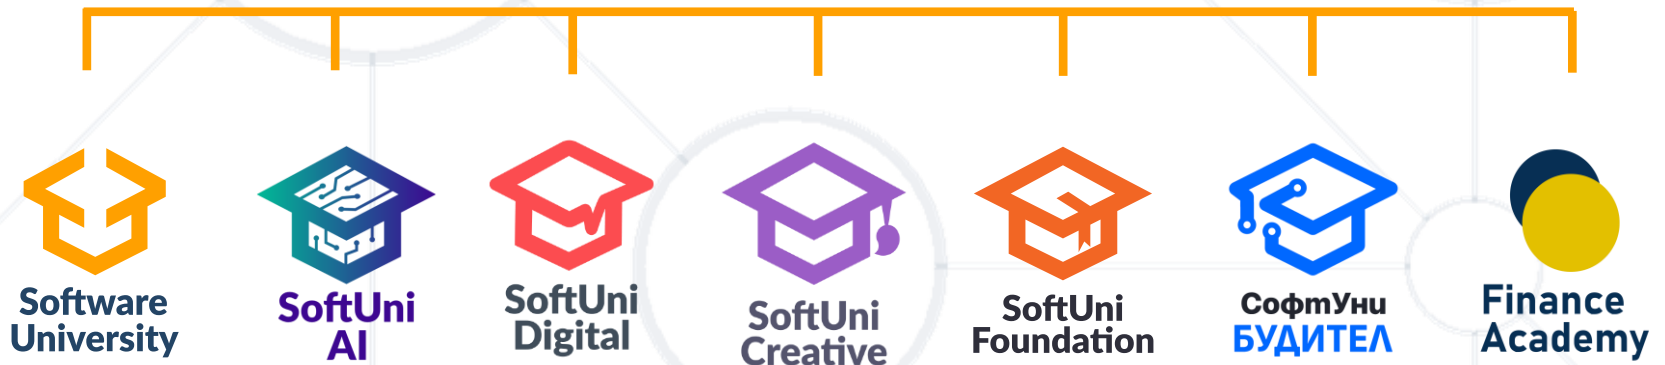 Software
University
SoftUni
AI
SoftUni
Digital
SoftUni
Creative
SoftUni
Foundation
СофтУни
БУДИТЕЛ
Finance
Academy